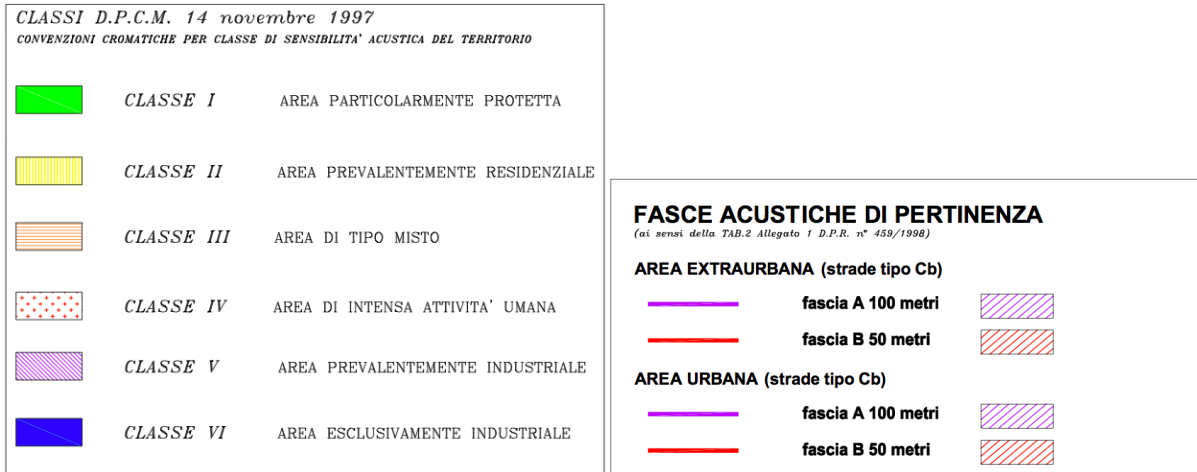 CLASSI D.P.C.M. 14 novembre 1997
CONVENZIONI CROMATICHE PER CLASSE DI SENSIBILITA' ACUSTICA DEL TERRITORIO
CLASSE I AREA PARTICOLARMENTE PROTETTA
CLASSE II AREA PREVALENTEMENTE RESIDENZIALE
CLASSE III AREA DI TIPO MISTO
CLASSE IV AREA DI INTENSA ATTIVITA' UMANA
CLASSE V AREA PREVALENTEMENTE INDUSTRIALE
CLASSE VI AREA ESCLUSIVAMENTE INDUSTRIALE
FASCE ACUSTICHE DI PERTINENZA
(ai sensi della TAB.2 Allegato 1 D.P.R. n° 459/1998)
AREA EXTRAURBANA (strade tipo Cb)
fascia A 100 metri
fascia B 50 metri
AREA URBANA (strade tipo Cb)
fascia A 100 metri
fascia B 50 metri